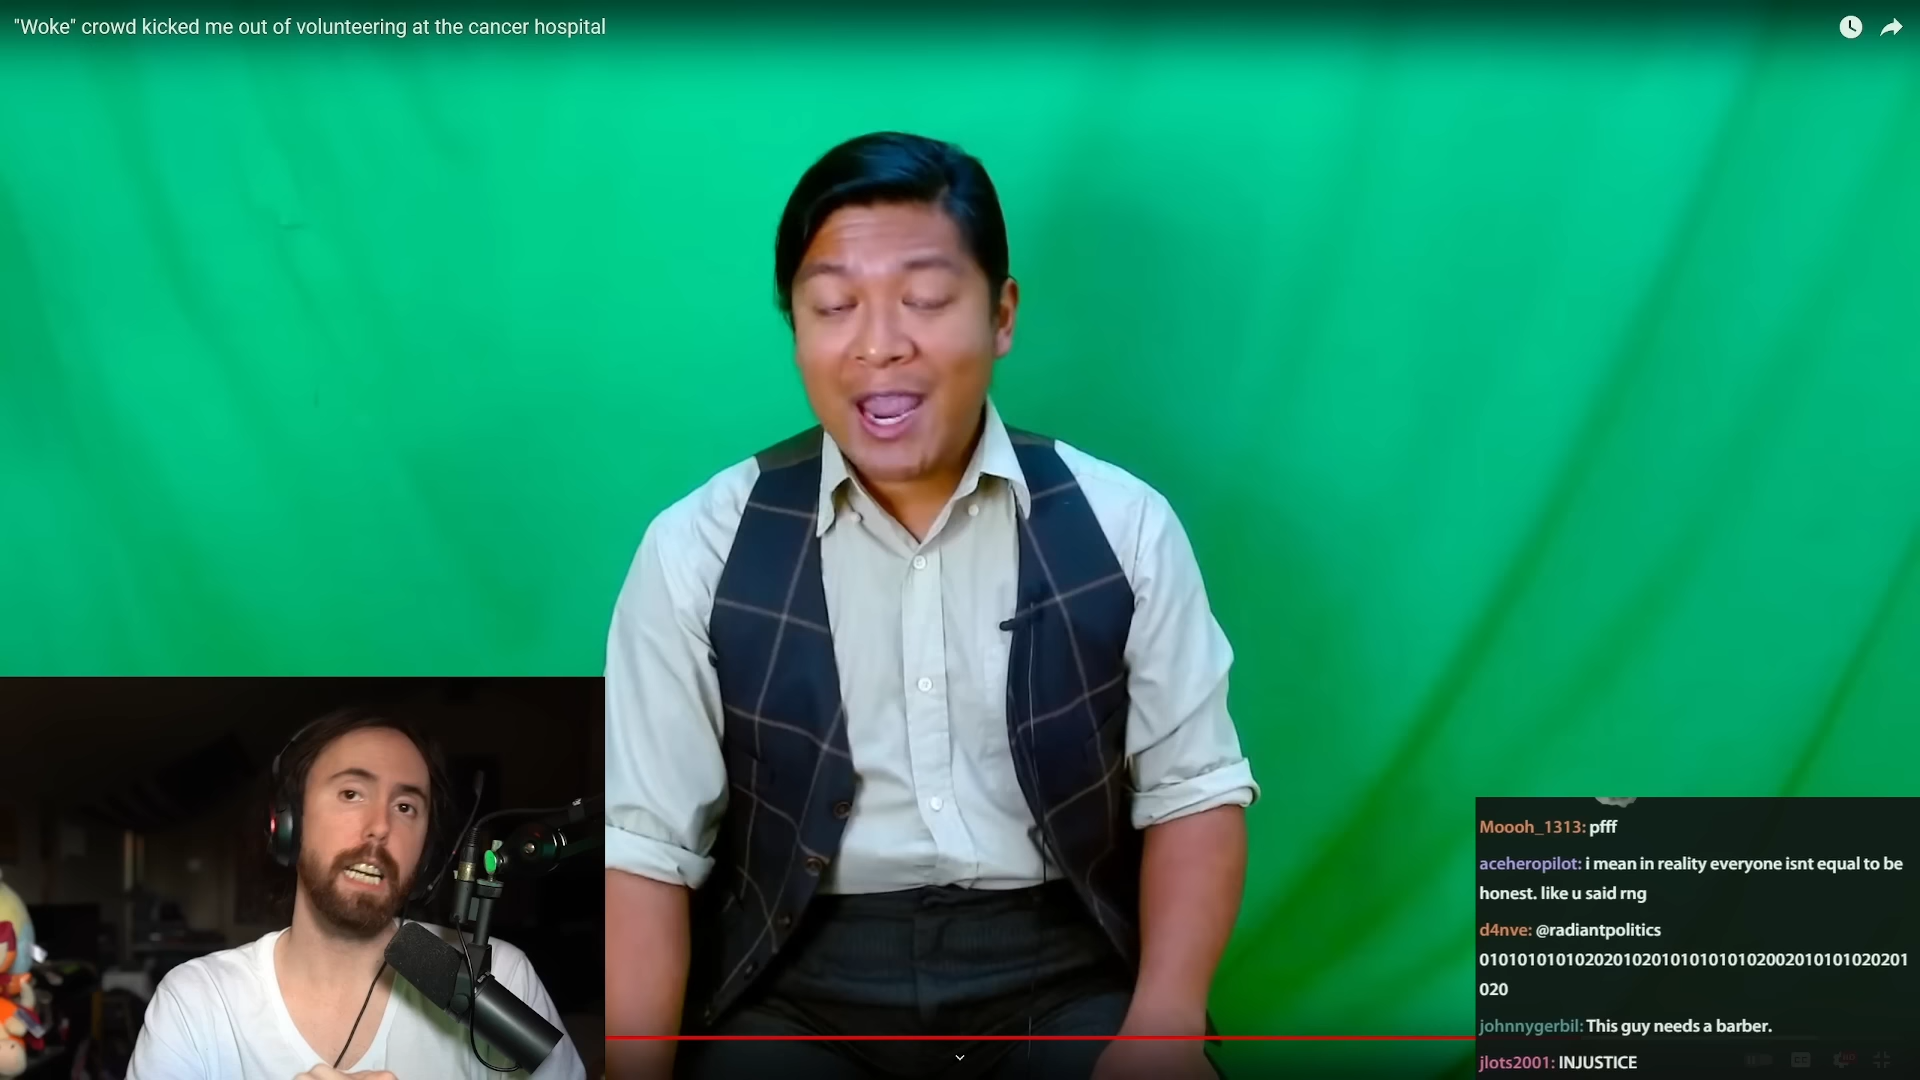 "Woke" crowd kicked me out of volunteering at the cancer hospital
Moooh_1313: pfff
aceheropilot: i mean in reality everyone isnt equal to be
honest. like u said rng
d4nve: @radiantpolitics
01010101010202010201010101010200201010102020​1
020
johnnygerbil: This guy needs a barber.
jlots2001: INJUSTICE